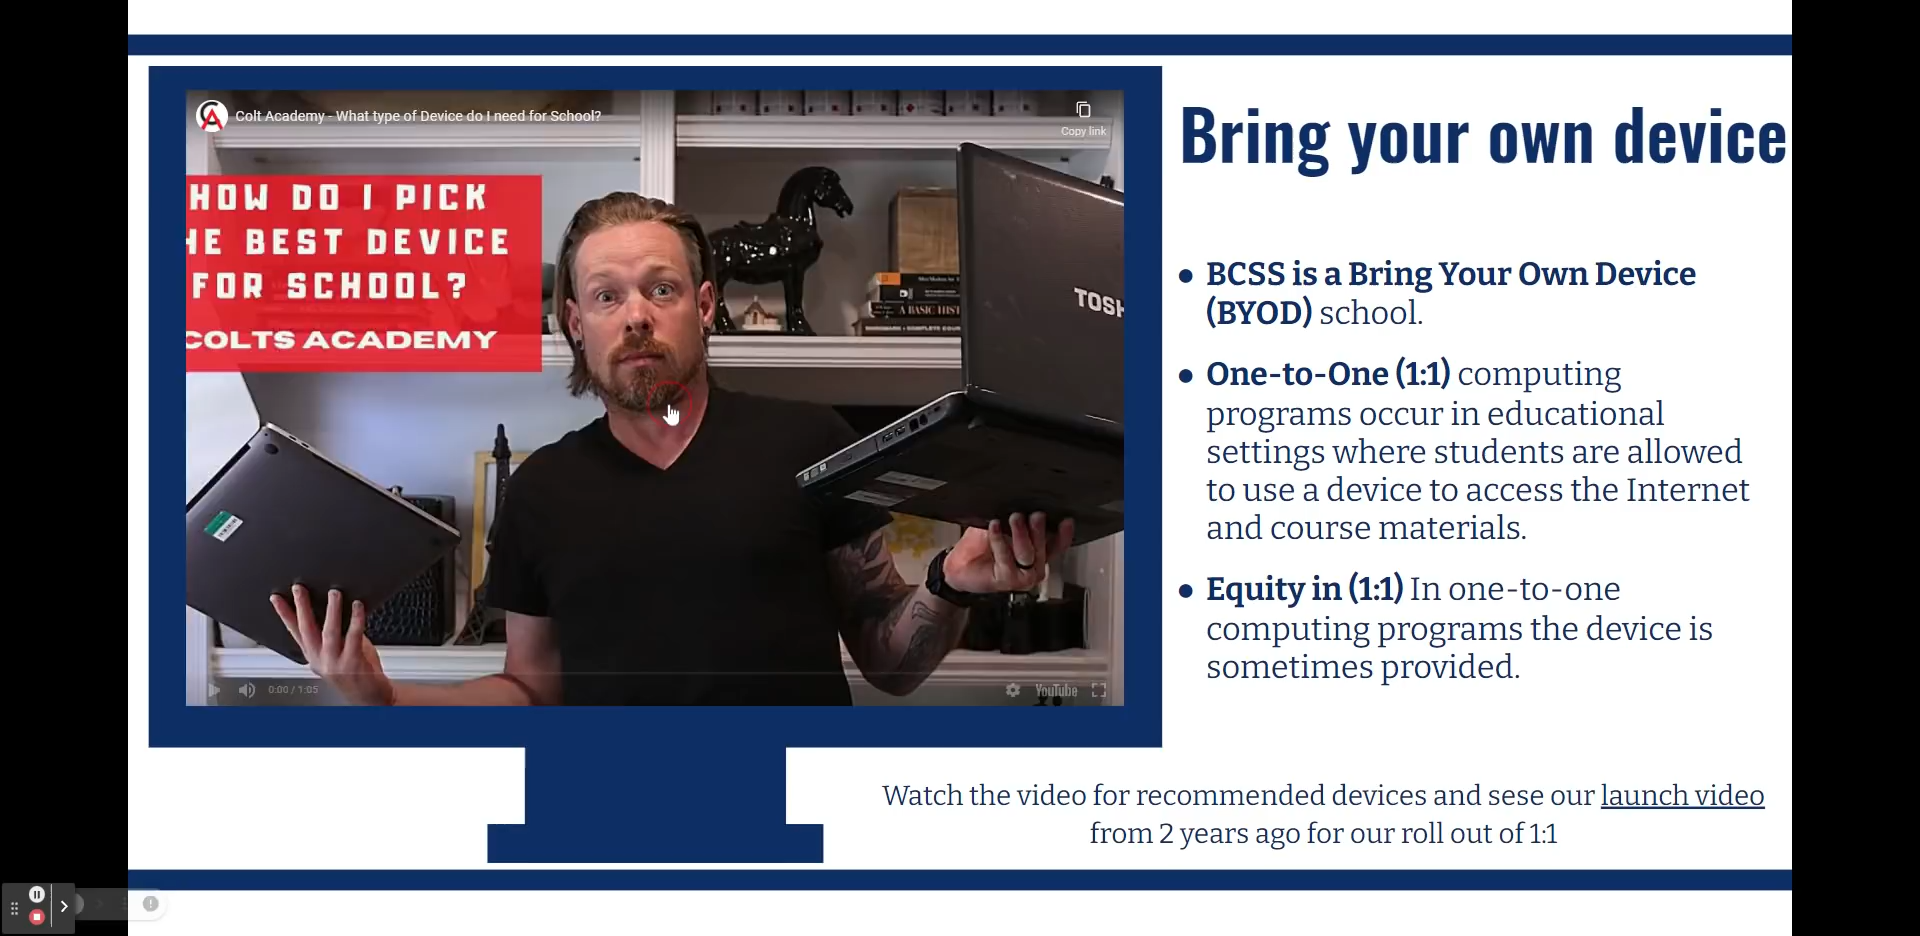 Colt Academy - What type of Device do I need for School?
Copy link
HOW DO I PICK
HE BEST DEVICE
FOR SCHOOL?
COLTS ACADEMY
TOSH
A BASIC HIST
0:00 / 1:05
YouTube
Bring your own device
● BCSS is a Bring Your Own Device
(BYOD) school.
● One-to-One (1:1) computing
programs occur in educational
settings where students are allowed
to use a device to access the Internet
and course materials.
● Equity in (1:1) In one-to-one
computing programs the device is
sometimes provided.
Watch the video for recommended devices and sese our launch video
from 2 years ago for our roll out of 1:1